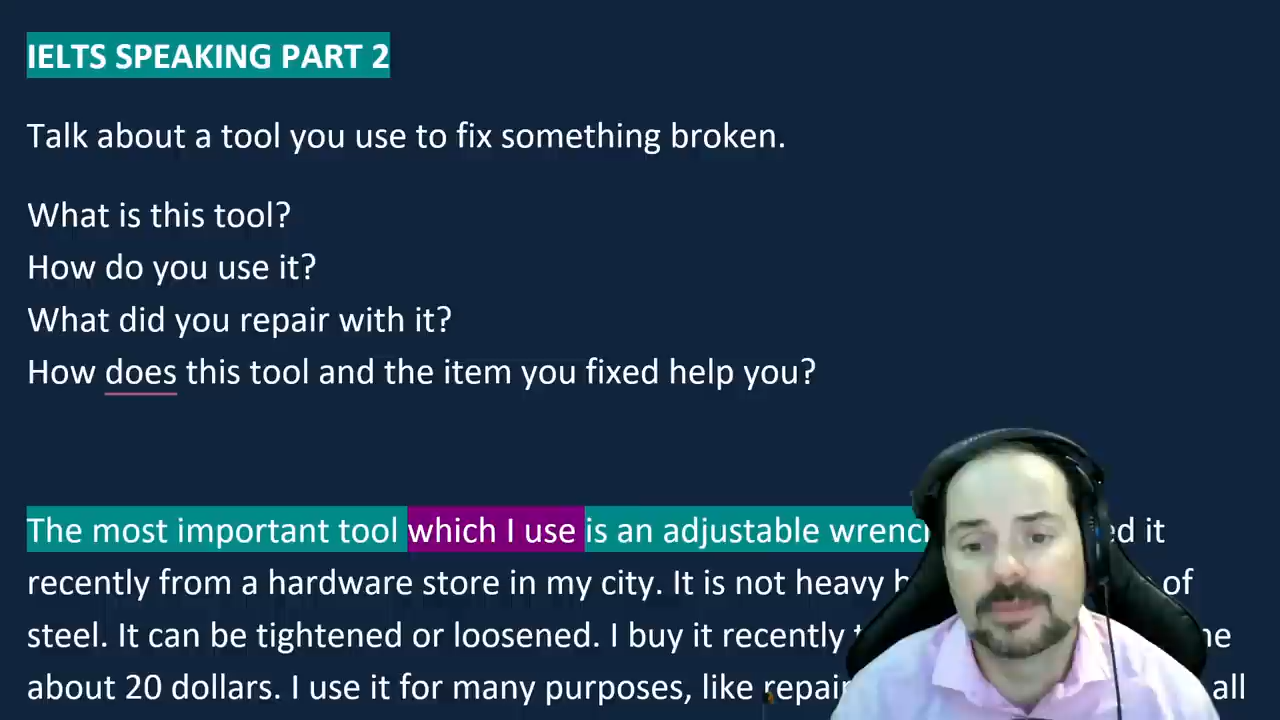 IELTS SPEAKING PART 2
Talk about a tool you use to fix something broken.
What is this tool?
How do you use it?
What did you repair with it?
How does this tool and the item you fixed help you?
The most important tool which I use is an adjustable it
recently from a hardware store in my city. It is not heavy of
steel. It can be tightened or loosened. I buy it recently
about 20 dollars. I use it for many purposes, like all